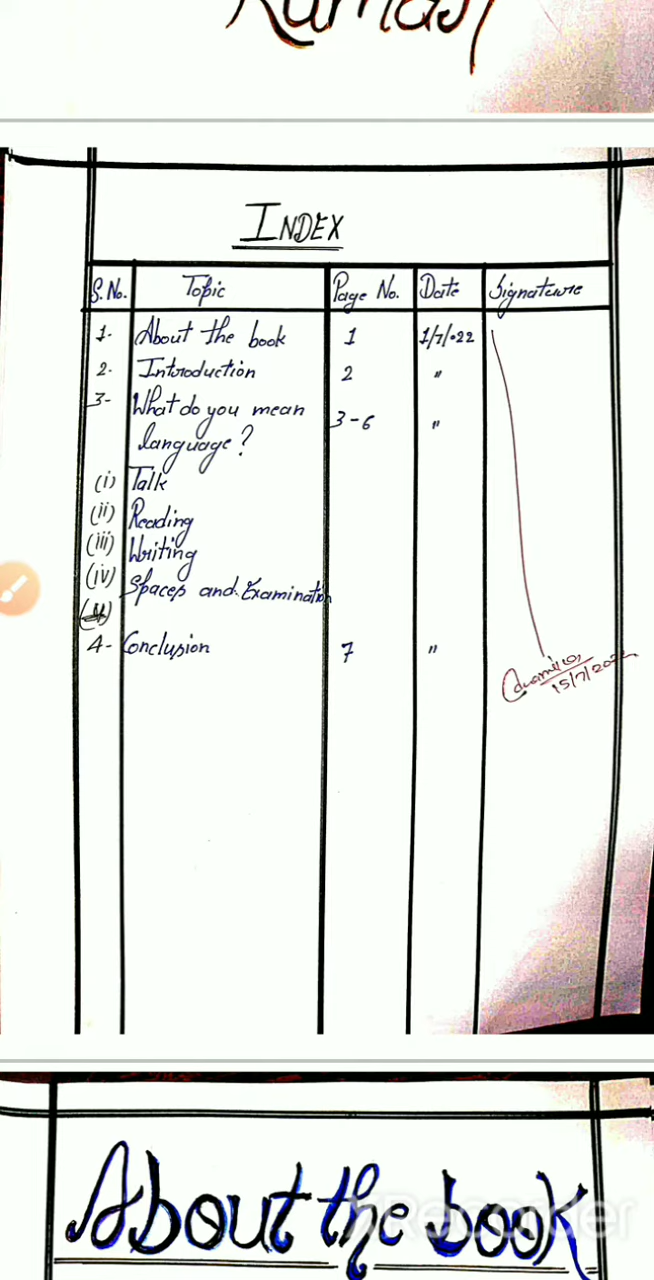 Kumari
INDEX
S.No. Topic Page No. Date Signature
1- About the book 1 1/7/22
2- Introduction 2 "
3- What do you mean
language? 3-6 "
(i) Talk
(ii) Reading
(iii) Writing
(iv) Spaces and Examination
4- Conclusion 7 "
15/7/2022
About the book
Recorder